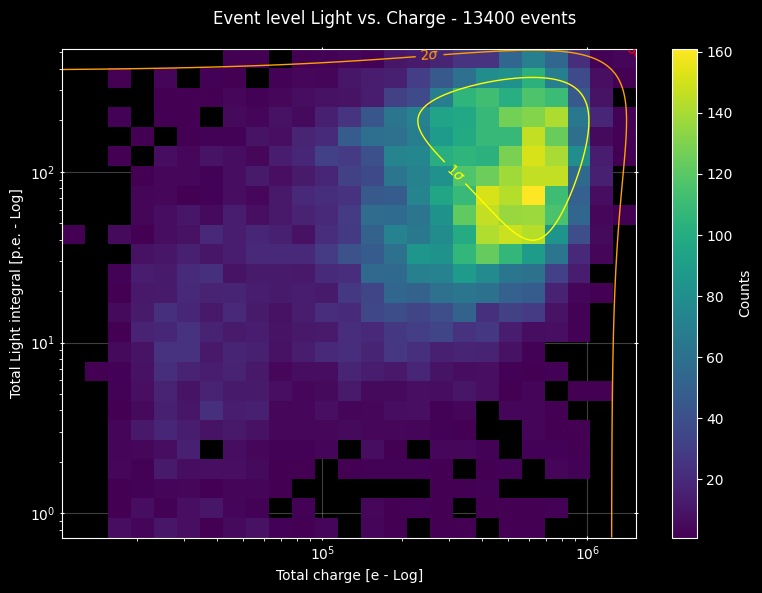 Event level Light vs. Charge - 13400 events
Total Light integral [p.e. - Log]
10²
10¹
10⁰
2σ
1σ
10⁵
10⁶
Total charge [e - Log]
160
140
120
100
80
60
40
20
Counts